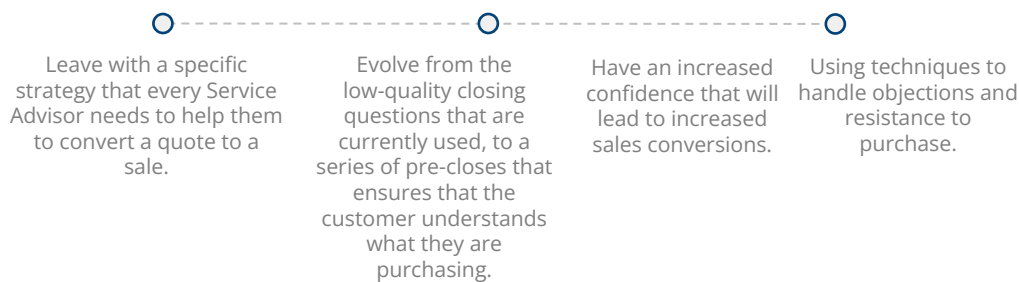 Leave with a specific
strategy that every Service
Advisor needs to help them
to convert a quote to a
sale.
Evolve from the
low-quality closing
questions that are
currently used, to a
series of pre-closes that
ensures that the
customer understands
what they are
purchasing.
Have an increased
confidence that will
lead to increased
sales conversions.
Using techniques to
handle objections and
resistance to
purchase.